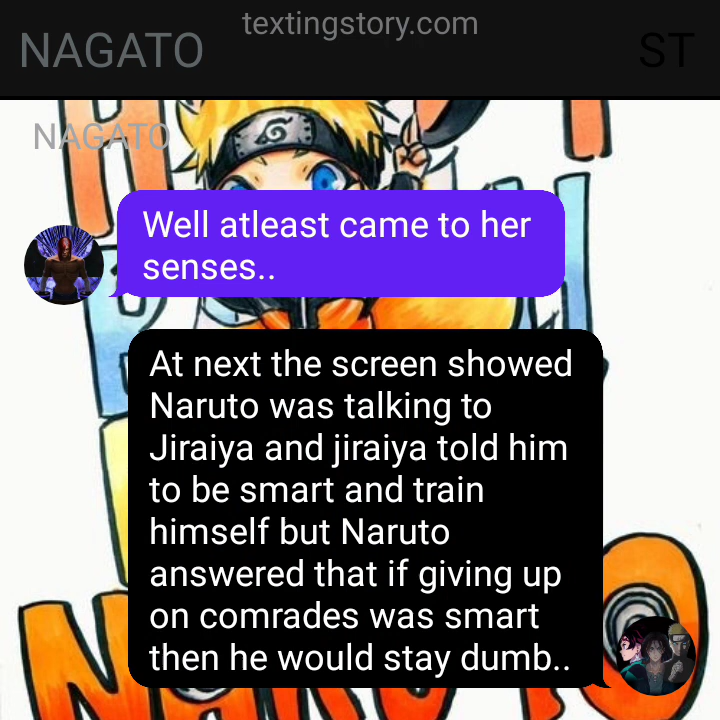 textingstory.com
NAGATO
ST
NAGATO
Well atleast came to her
senses..
At next the screen showed
Naruto was talking to
Jiraiya and jiraiya told him
to be smart and train
himself but Naruto
answered that if giving up
on comrades was smart
then he would stay dumb..
NARUTO